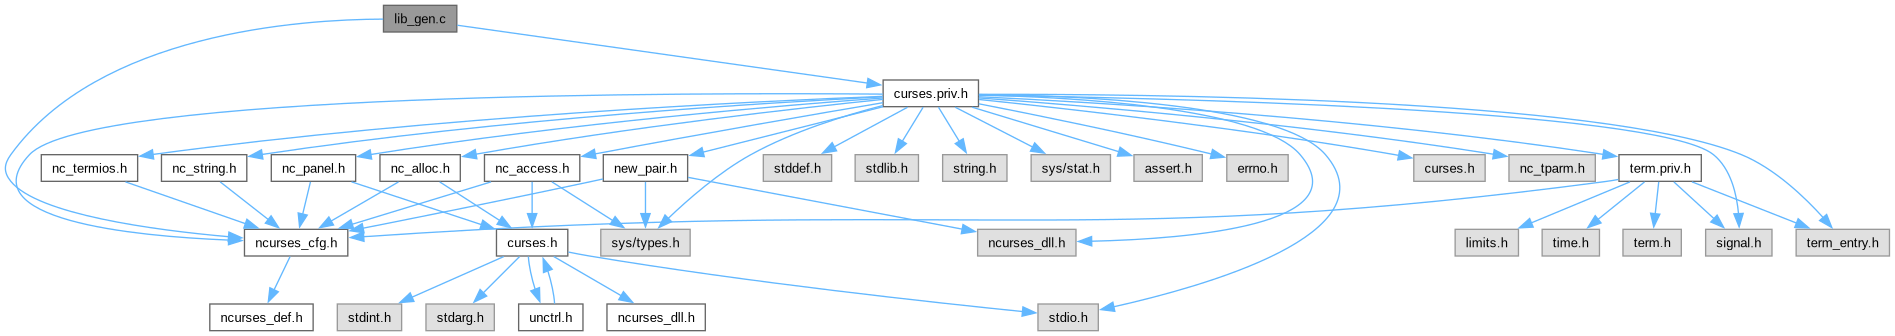 lib_gen.c
curses.priv.h
nc_termios.h
nc_string.h
nc_panel.h
nc_alloc.h
nc_access.h
new_pair.h
stddef.h
stdlib.h
string.h
sys/stat.h
assert.h
errno.h
curses.h
nc_tparm.h
term.priv.h
ncurses_cfg.h
curses.h
sys/types.h
ncurses_dll.h
limits.h
time.h
term.h
signal.h
term_entry.h
ncurses_def.h
stdint.h
stdarg.h
unctrl.h
ncurses_dll.h
stdio.h